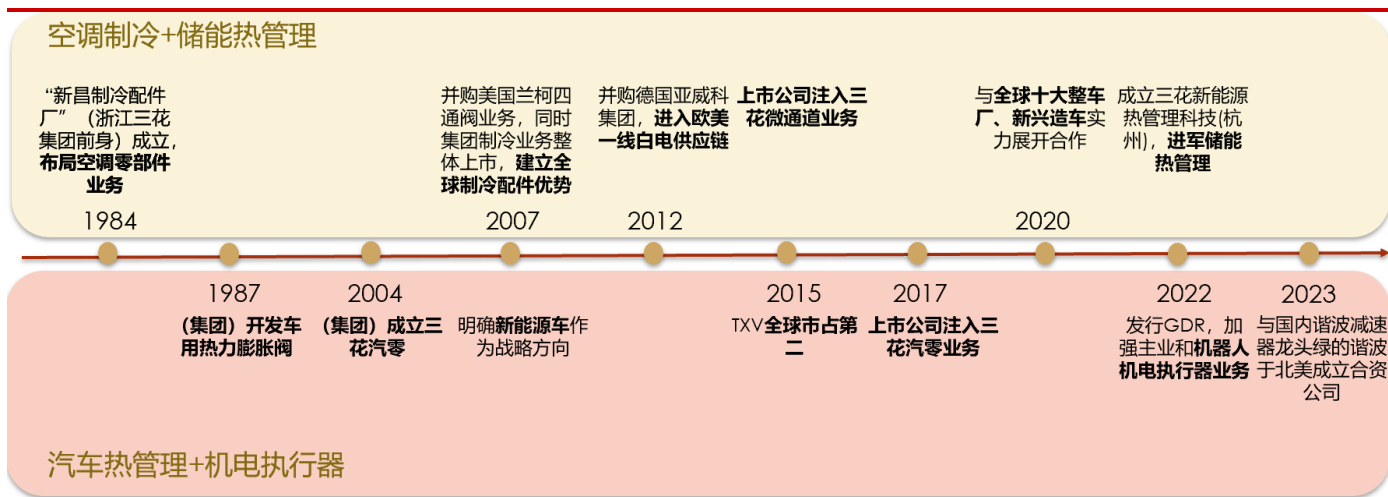 空调制冷+储能热管理
“新昌制冷配件
厂”（浙江三花
集团前身）成立，
布局空调零部件
业务
1984
并购美国兰柯四
通阀业务，同时
集团制冷业务整
体上市，建立全
球制冷配件优势
2007
并购德国亚威科
集团，进入欧美
一线白电供应链
2012
上市公司注入三
花微通道业务
与全球十大整车
厂、新兴造车实
力展开合作
2020
成立三花新能源
热管理科技(杭
州)，进军储能
热管理
1987
（集团）开发车
用热力膨胀阀
2004
（集团）成立三
花汽零
明确新能源车作
为战略方向
2015
TXV全球市占第
二
2017
上市公司注入三
花汽零业务
2022
发行GDR，加
强主业和机器人
机电执行器业务
2023
与国内谐波减速
器龙头绿的谐波
于北美成立合资
公司
汽车热管理+机电执行器